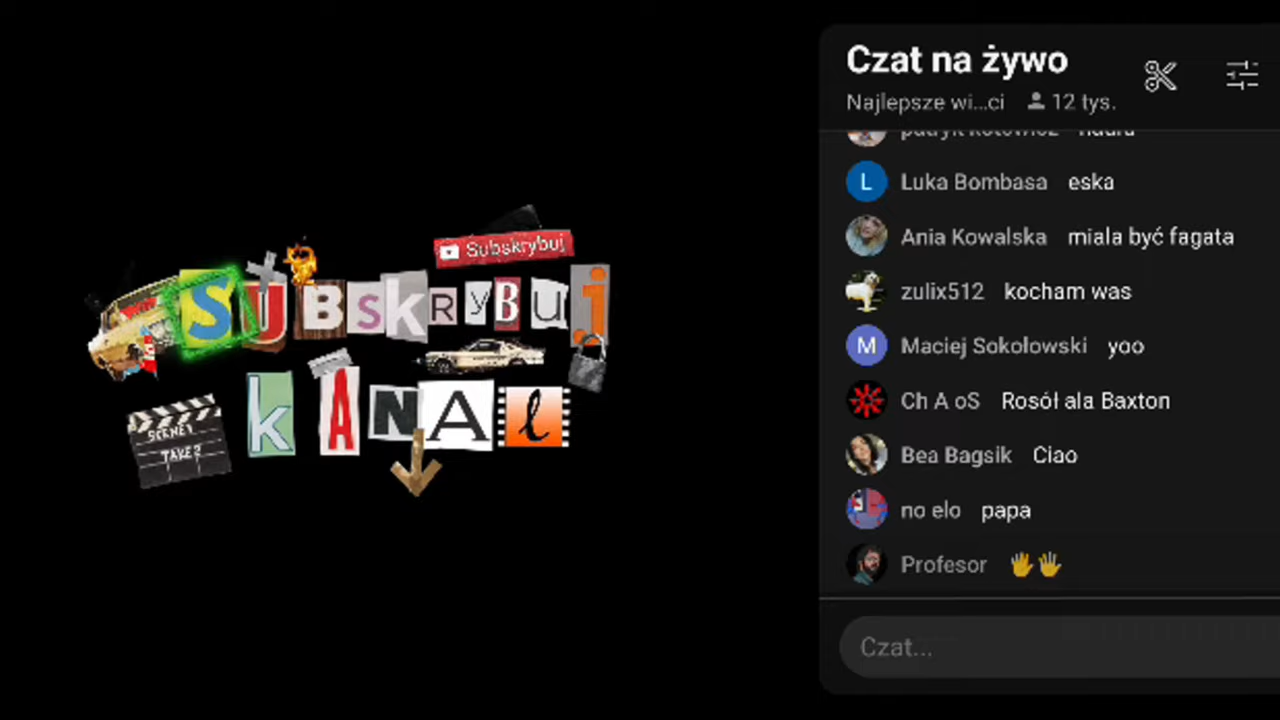 Subskrybuj
SUBSKRYBUj
kANAl
SCENE 1
TAKE 2
Czat na żywo
Najlepsze wi...ci 12 tys.
Luka Bombasa eska
Ania Kowalska miala być fagata
zulix512 kocham was
M Maciej Sokołowski yoo
Ch A oS Rosół ala Baxton
Bea Bagsik Ciao
no elo papa
Profesor 🖐🖐
Czat...